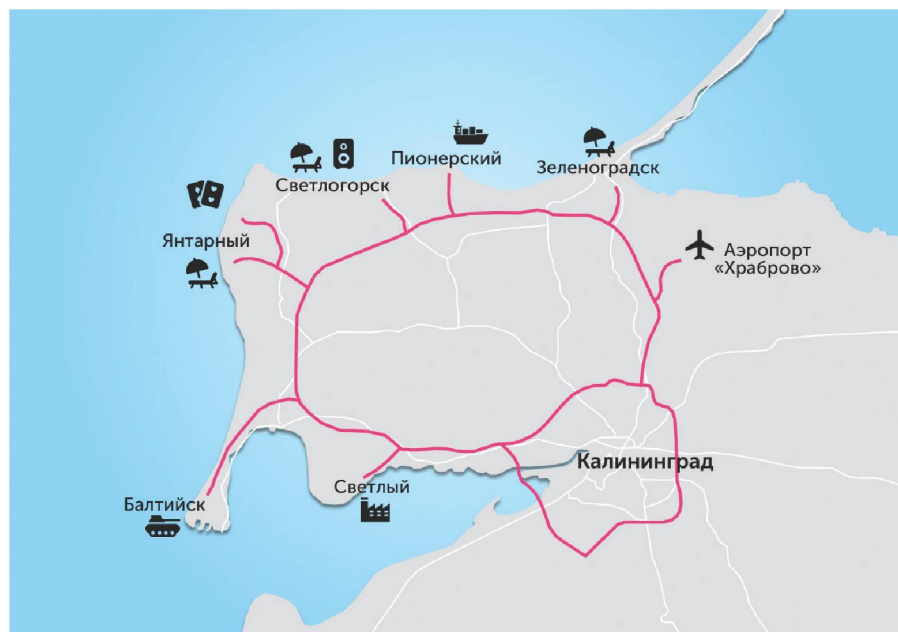 Пионерский
Зеленоградск
Светлогорск
Янтарный
Аэропорт
«Храброво»
Калининград
Светлый
Балтийск